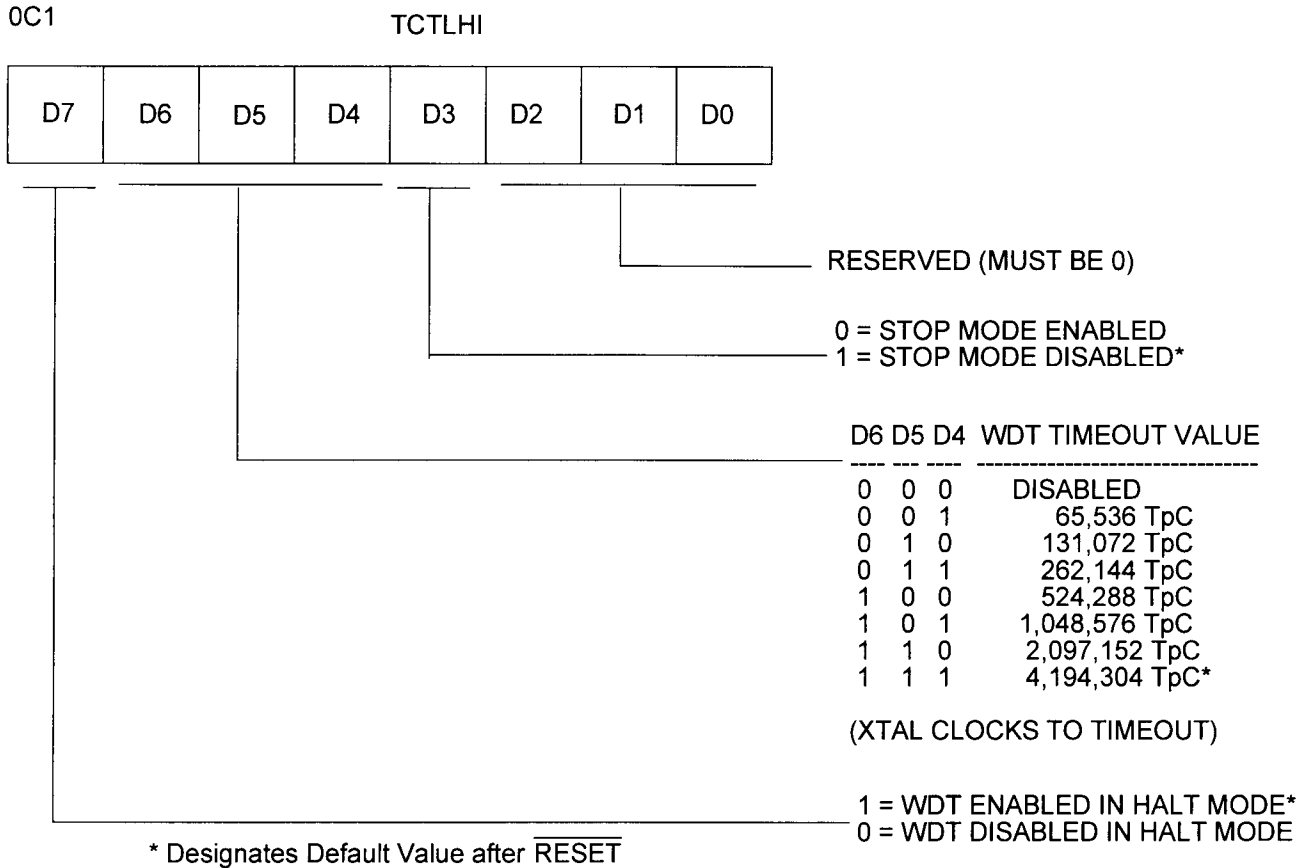 0C1
TCTLHI
D7 D6 D5 D4 D3 D2 D1 D0
RESERVED (MUST BE 0)
0 = STOP MODE ENABLED
1 = STOP MODE DISABLED*
D6 D5 D4 WDT TIMEOUT VALUE
---- --- ---- --------------------------------
0 0 0 DISABLED
0 0 1 65,536 TpC
0 1 0 131,072 TpC
0 1 1 262,144 TpC
1 0 0 524,288 TpC
1 0 1 1,048,576 TpC
1 1 0 2,097,152 TpC
1 1 1 4,194,304 TpC*
(XTAL CLOCKS TO TIMEOUT)
1 = WDT ENABLED IN HALT MODE*
0 = WDT DISABLED IN HALT MODE
* Designates Default Value after RESET